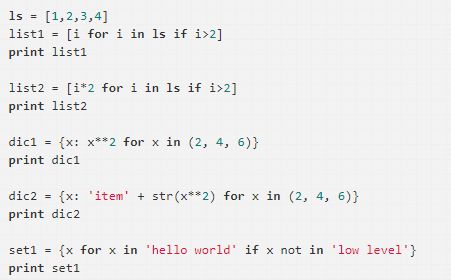 ls = [1,2,3,4]
list1 = [i for i in ls if i>2]
print list1
list2 = [i*2 for i in ls if i>2]
print list2
dic1 = {x: x**2 for x in (2, 4, 6)}
print dic1
dic2 = {x: 'item' + str(x**2) for x in (2, 4, 6)}
print dic2
set1 = {x for x in 'hello world' if x not in 'low level'}
print set1